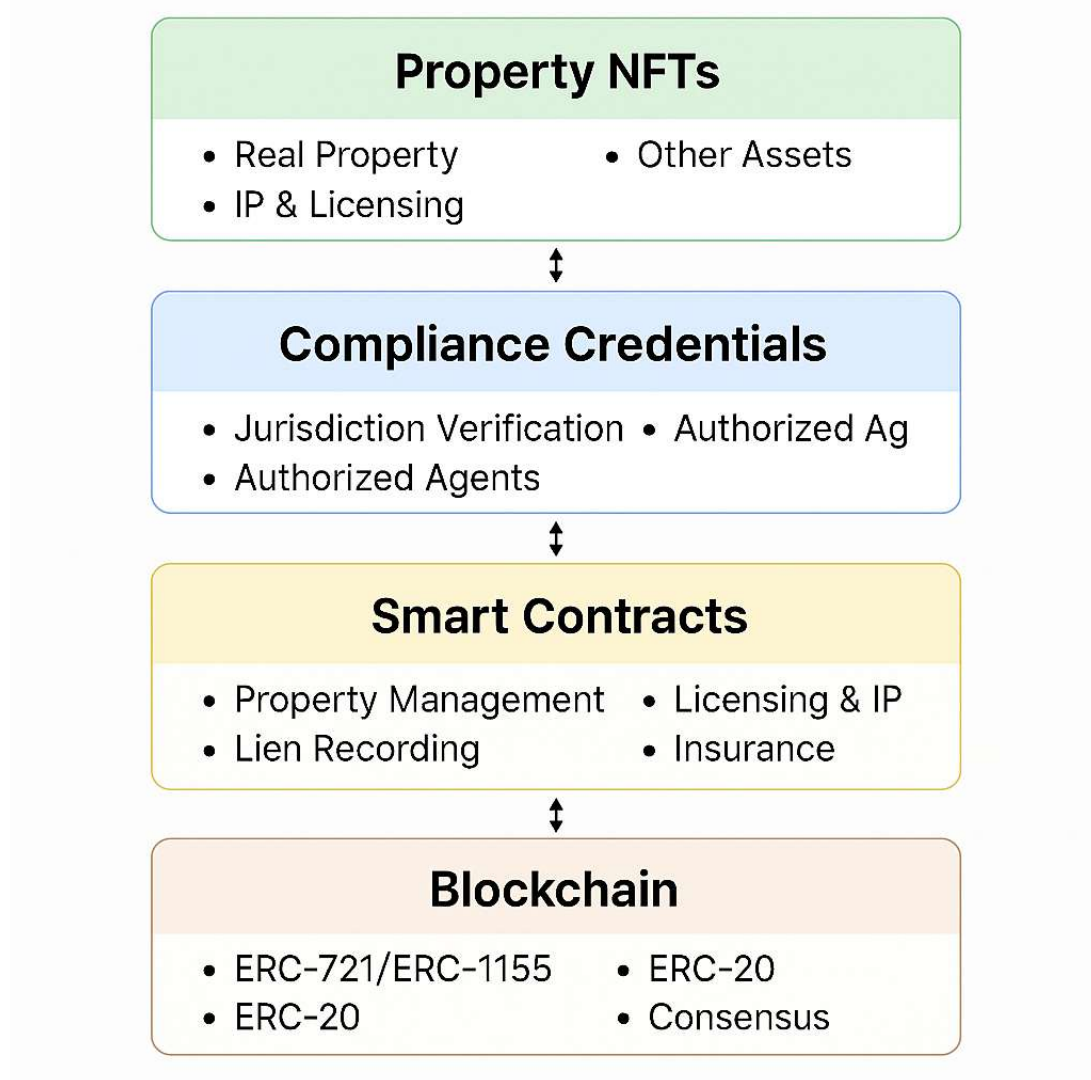 Property NFTs
• Real Property • Other Assets
• IP & Licensing
Compliance Credentials
• Jurisdiction Verification • Authorized Ag
• Authorized Agents
Smart Contracts
• Property Management • Licensing & IP
• Lien Recording • Insurance
Blockchain
• ERC-721/ERC-1155 • ERC-20
• ERC-20 • Consensus